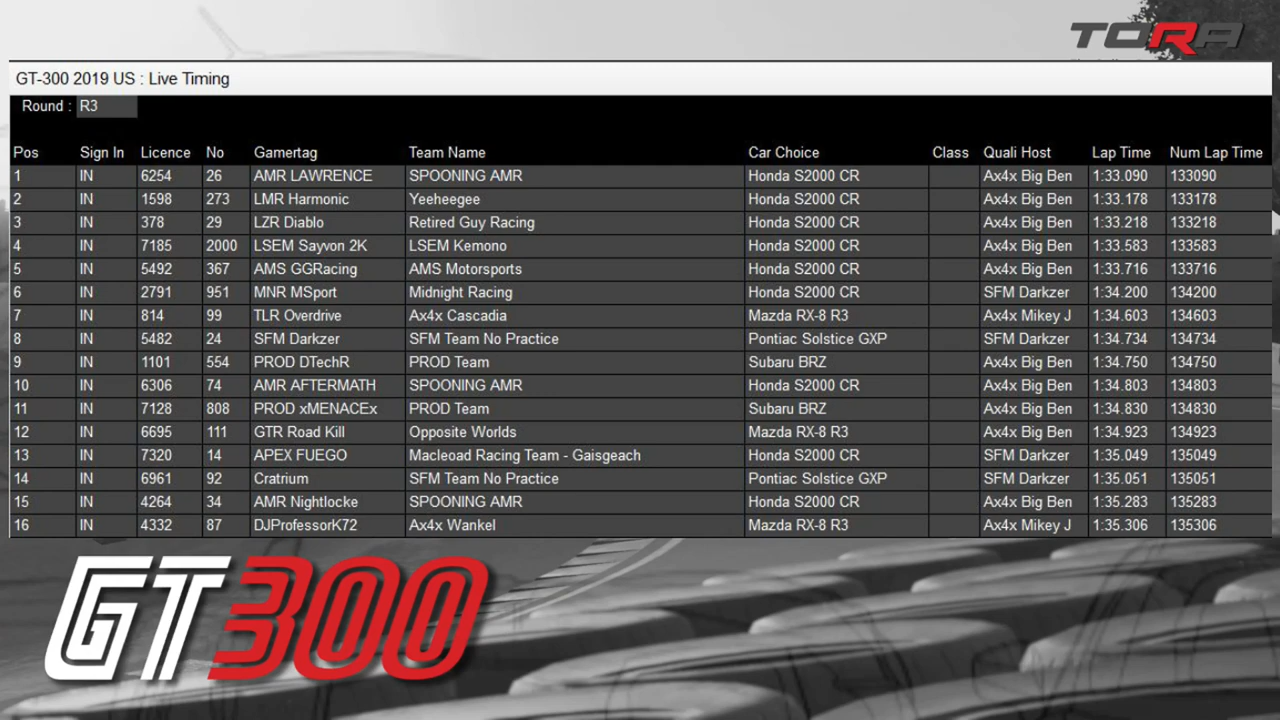 TORA
GT-300 2019 US : Live Timing
Round : R3
Pos Sign In Licence No Gamertag Team Name Car Choice Class Quali Host Lap Time Num Lap Time
1 IN 6254 26 AMR LAWRENCE SPOONING AMR Honda S2000 CR Ax4x Big Ben 1:33.090 133090
2 IN 1598 273 LMR Harmonic Yeeheegee Honda S2000 CR Ax4x Big Ben 1:33.178 133178
3 IN 378 29 LZR Diablo Retired Guy Racing Honda S2000 CR Ax4x Big Ben 1:33.218 133218
4 IN 7185 2000 LSEM Sayvon 2K LSEM Kemono Honda S2000 CR Ax4x Big Ben 1:33.583 133583
5 IN 5492 367 AMS GGRacing AMS Motorsports Honda S2000 CR Ax4x Big Ben 1:33.716 133716
6 IN 2791 951 MNR MSport Midnight Racing Honda S2000 CR SFM Darkzer 1:34.200 134200
7 IN 814 99 TLR Overdrive Ax4x Cascadia Mazda RX-8 R3 Ax4x Mikey J 1:34.603 134603
8 IN 5482 24 SFM Darkzer SFM Team No Practice Pontiac Solstice GXP SFM Darkzer 1:34.734 134734
9 IN 1101 554 PROD DTechR PROD Team Subaru BRZ Ax4x Big Ben 1:34.750 134750
10 IN 6306 74 AMR AFTERMATH SPOONING AMR Honda S2000 CR Ax4x Big Ben 1:34.803 134803
11 IN 7128 808 PROD xMENACEx PROD Team Subaru BRZ Ax4x Big Ben 1:34.830 134830
12 IN 6695 111 GTR Road Kill Opposite Worlds Mazda RX-8 R3 Ax4x Big Ben 1:34.923 134923
13 IN 7320 14 APEX FUEGO Macleoad Racing Team - Gaisgeach Honda S2000 CR SFM Darkzer 1:35.049 135049
14 IN 6961 92 Cratrium SFM Team No Practice Pontiac Solstice GXP SFM Darkzer 1:35.051 135051
15 IN 4264 34 AMR Nightlocke SPOONING AMR Honda S2000 CR Ax4x Big Ben 1:35.283 135283
16 IN 4332 87 DJProfessorK72 Ax4x Wankel Mazda RX-8 R3 Ax4x Mikey J 1:35.306 135306
GT300